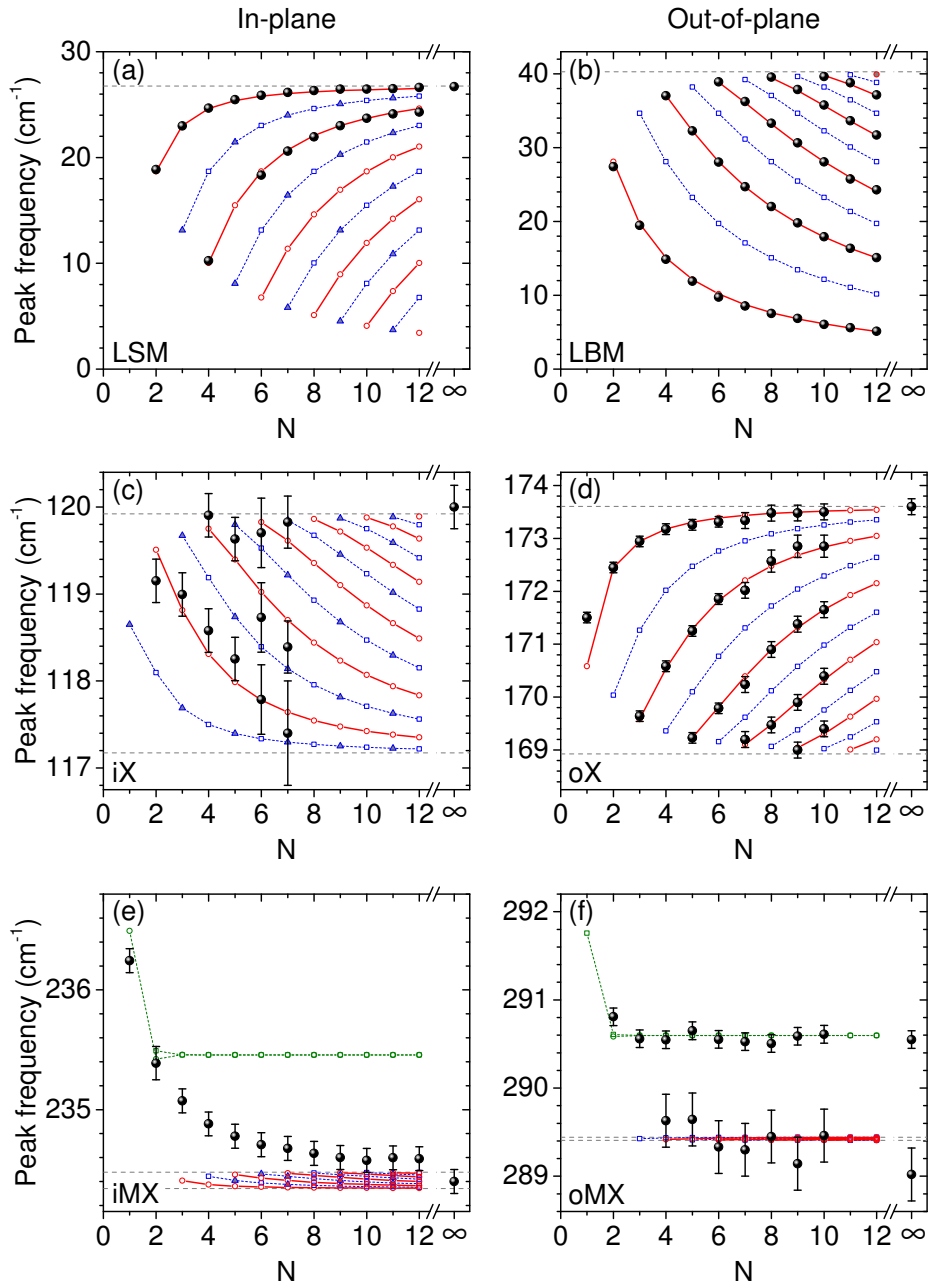 In-plane Out-of-plane
(a) (b)
30
20
10
0
Peak frequency (cm⁻¹)
LSM
0 2 4 6 8 10 12 ∞
N
40
30
20
10
0
LBM
0 2 4 6 8 10 12 ∞
N
(c) (d)
120
119
118
117
Peak frequency (cm⁻¹)
iX
0 2 4 6 8 10 12 ∞
N
174
173
172
171
170
169
oX
0 2 4 6 8 10 12 ∞
N
(e) (f)
236
235
Peak frequency (cm⁻¹)
iMX
0 2 4 6 8 10 12 ∞
N
292
291
290
289
oMX
0 2 4 6 8 10 12 ∞
N